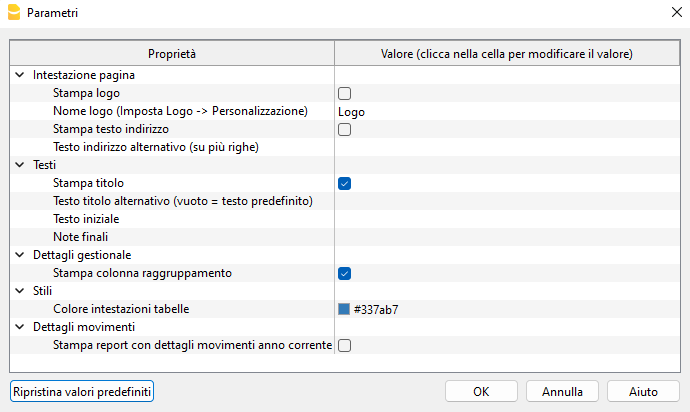 Parametri
Proprietà Valore (clicca nella cella per modificare il valore)
Intestazione pagina
Stampa logo
Nome logo (Imposta Logo -> Personalizzazione) Logo
Stampa testo indirizzo
Testo indirizzo alternativo (su più righe)
Testi
Stampa titolo
Testo titolo alternativo (vuoto = testo predefinito)
Testo iniziale
Note finali
Dettagli gestionale
Stampa colonna raggruppamento
Stili
Colore intestazioni tabelle #337ab7
Dettagli movimenti
Stampa report con dettagli movimenti anno corrente
Ripristina valori predefiniti OK Annulla Aiuto